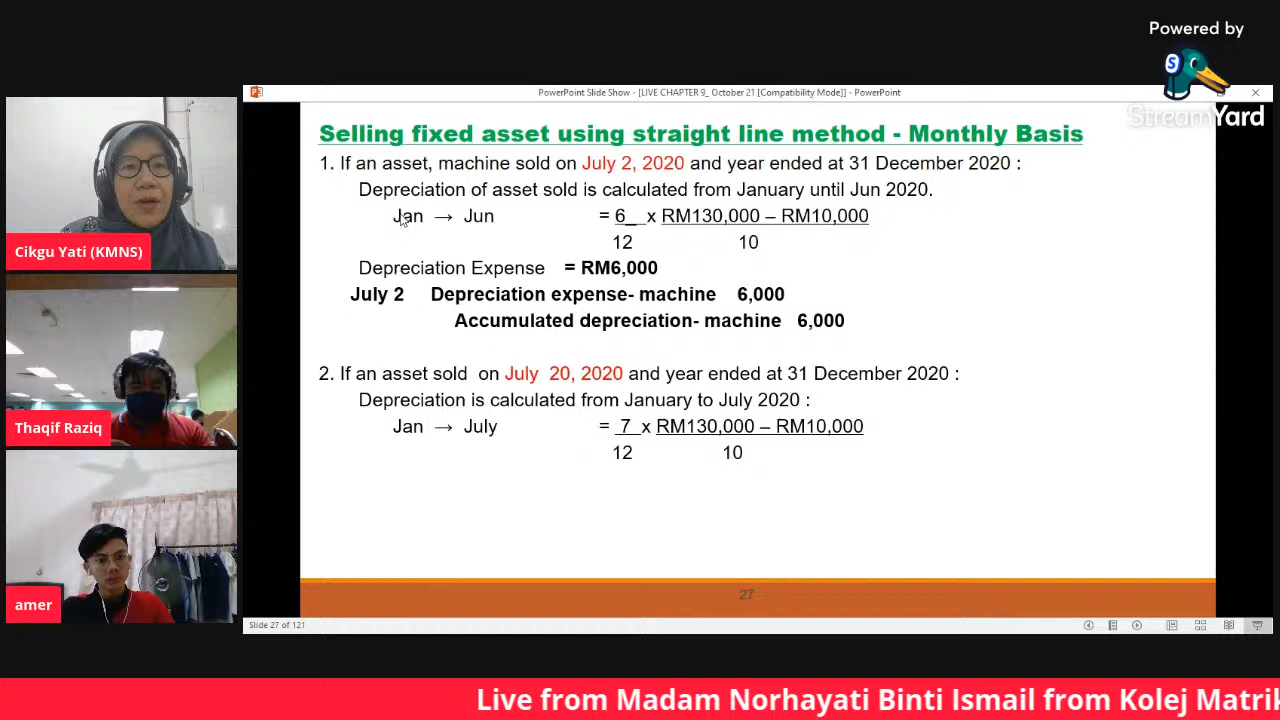 Powered by
StreamYard
PowerPoint Slide Show - [LIVE CHAPTER 9_ October 21 [Compatibility Mode]] - PowerPoint
Selling fixed asset using straight line method - Monthly Basis
1. If an asset, machine sold on July 2, 2020 and year ended at 31 December 2020 :
Depreciation of asset sold is calculated from January until Jun 2020.
Jan → Jun = 6_ x RM130,000 – RM10,000
12 10
Depreciation Expense = RM6,000
July 2 Depreciation expense- machine 6,000
Accumulated depreciation- machine 6,000
2. If an asset sold on July 20, 2020 and year ended at 31 December 2020 :
Depreciation is calculated from January to July 2020 :
Jan → July = 7 x RM130,000 – RM10,000
12 10
27
Slide 27 of 121
Cikgu Yati (KMNS)
Thaqif Raziq
amer
Live from Madam Norhayati Binti Ismail from Kolej Matrik